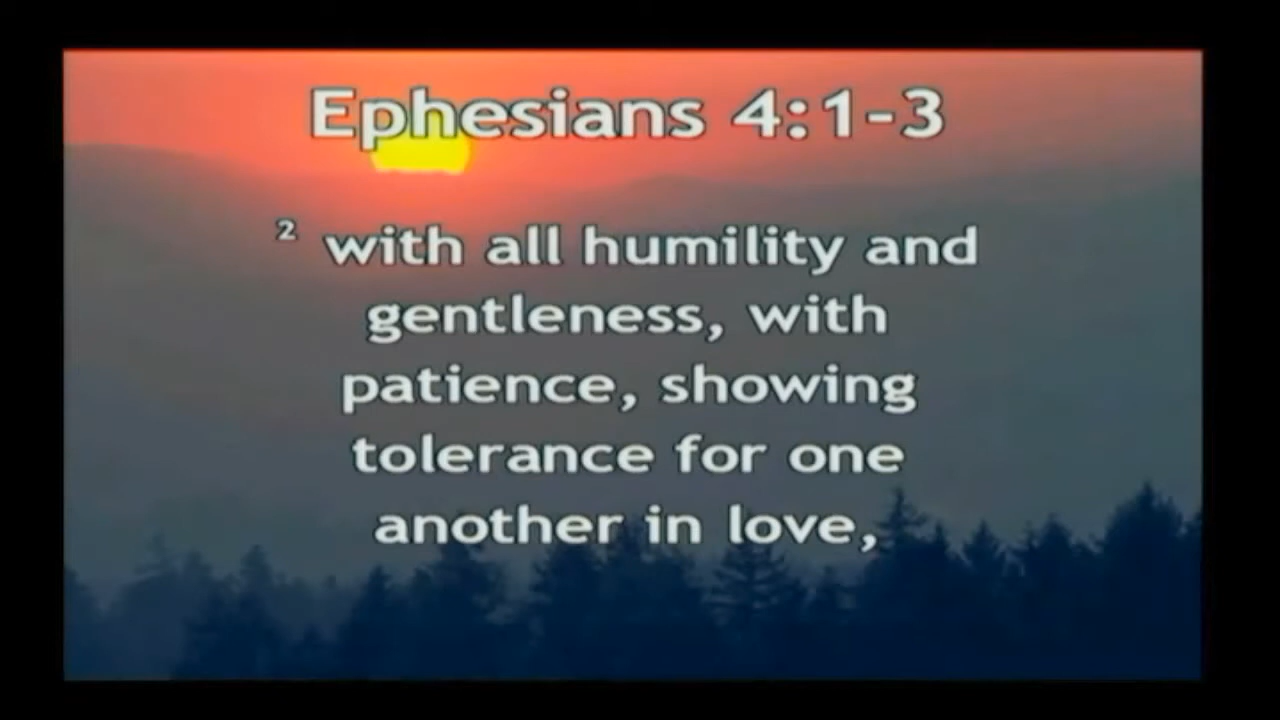 Ephesians 4:1-3
² with all humility and
gentleness, with
patience, showing
tolerance for one
another in love,